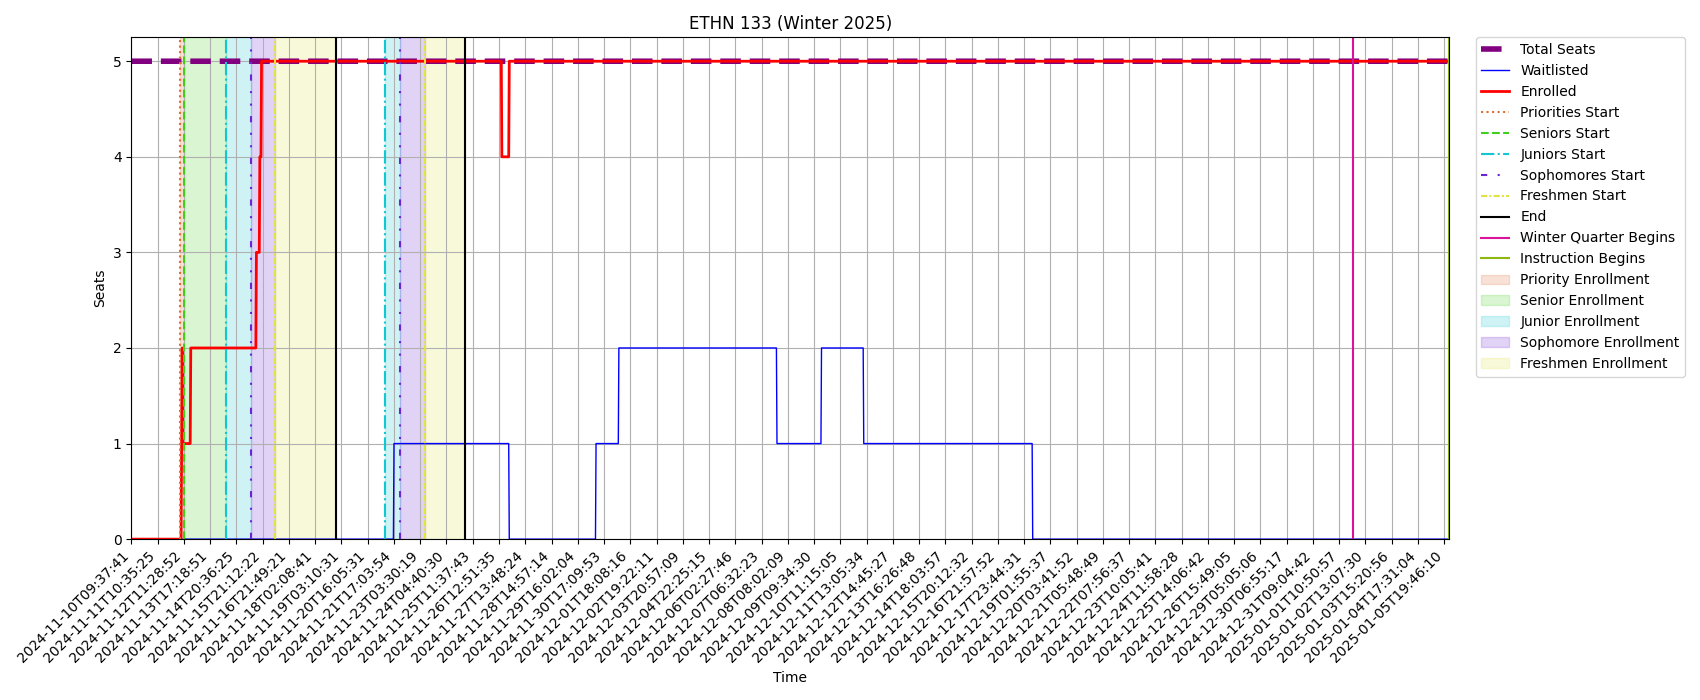 ETHN 133 (Winter 2025)
Seats
5
4
3
2
1
0
2024-11-10T09:37:41
2024-11-11T10:35:25
2024-11-12T11:28:52
2024-11-13T17:18:51
2024-11-14T20:36:25
2024-11-15T21:12:22
2024-11-16T21:49:21
2024-11-18T02:08:41
2024-11-19T03:10:31
2024-11-20T16:05:31
2024-11-21T17:03:54
2024-11-23T03:30:19
2024-11-24T04:40:30
2024-11-25T11:37:43
2024-11-26T12:51:35
2024-11-27T13:48:24
2024-11-28T14:57:14
2024-11-29T16:02:04
2024-11-30T17:09:53
2024-12-01T18:08:16
2024-12-02T19:22:11
2024-12-03T20:57:09
2024-12-04T22:25:15
2024-12-06T02:27:46
2024-12-07T06:32:23
2024-12-08T08:02:09
2024-12-09T09:34:30
2024-12-10T11:15:05
2024-12-11T13:05:34
2024-12-12T14:45:27
2024-12-13T16:26:48
2024-12-14T18:03:57
2024-12-15T20:12:32
2024-12-16T21:57:52
2024-12-17T23:44:31
2024-12-19T01:55:37
2024-12-20T03:41:52
2024-12-21T05:48:49
2024-12-22T07:56:37
2024-12-23T10:05:41
2024-12-24T11:58:28
2024-12-25T14:06:42
2024-12-26T15:49:05
2024-12-29T05:05:06
2024-12-30T06:55:17
2024-12-31T09:04:42
2025-01-01T10:50:57
2025-01-02T13:07:30
2025-01-03T15:20:56
2025-01-04T17:31:04
2025-01-05T19:46:10
Time
Total Seats
Waitlisted
Enrolled
Priorities Start
Seniors Start
Juniors Start
Sophomores Start
Freshmen Start
End
Winter Quarter Begins
Instruction Begins
Priority Enrollment
Senior Enrollment
Junior Enrollment
Sophomore Enrollment
Freshmen Enrollment